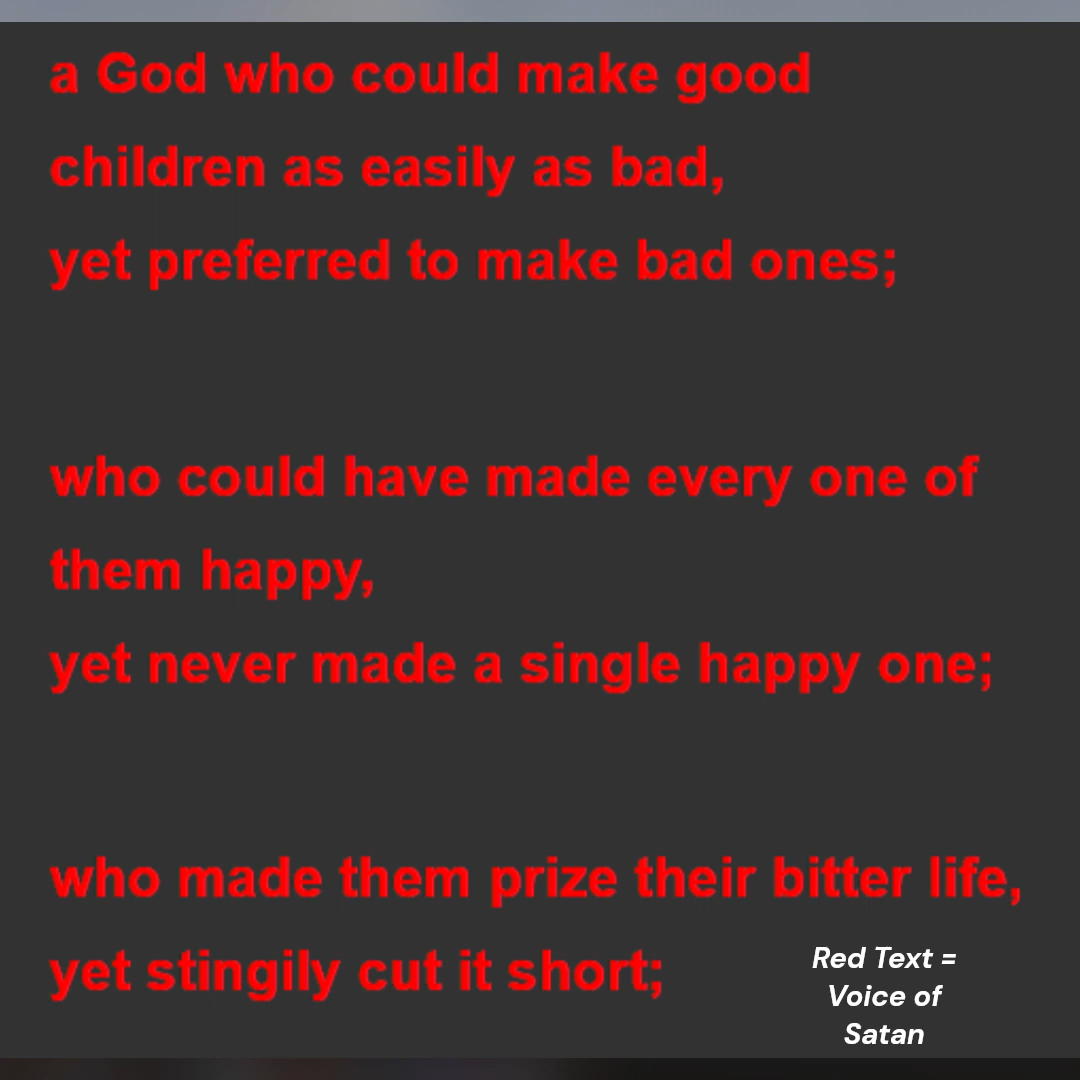 a God who could make good
children as easily as bad,
yet preferred to make bad ones;
who could have made every one of
them happy,
yet never made a single happy one;
who made them prize their bitter life,
yet stingily cut it short;
Red Text =
Voice of
Satan